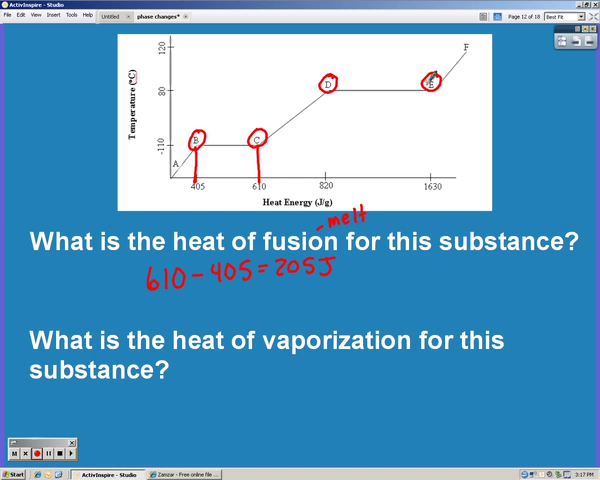 ActivInspire - Studio
File Edit View Insert Tools Help
Page 12 of 18
Best Fit
Untitled
phase changes*
120
80
-110
Temperature (°C)
A
B
C
D
E
F
405
610
820
1630
Heat Energy (J/g)
- melt
What is the heat of fusion for this substance?
610 - 405 = 205J
What is the heat of vaporization for this
substance?
M
Start
ActivInspire - Studio
Zamzar - Free online file ...
3:17 PM